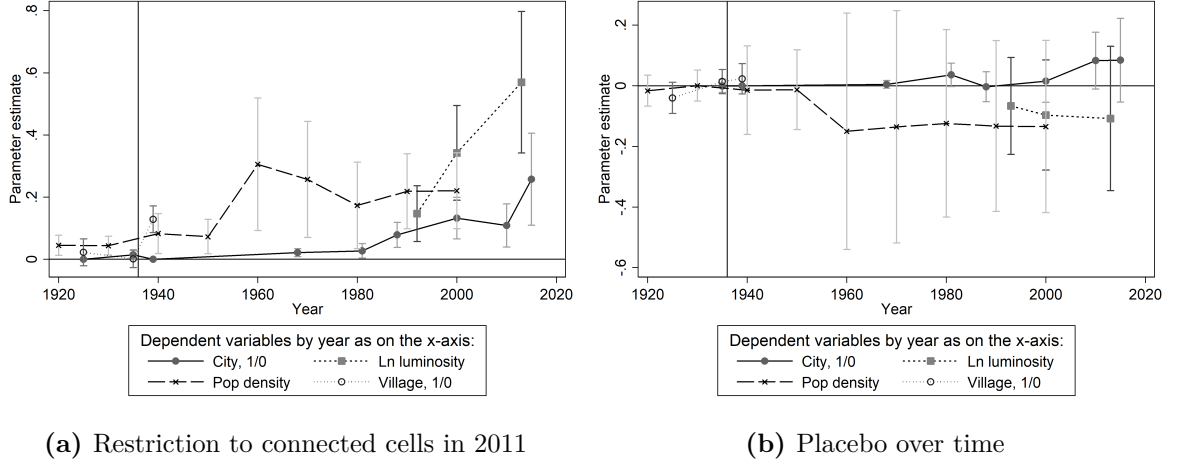 Parameter estimate
0 .2 .4 .6 .8
1920 1940 1960 1980 2000 2020
Year
Dependent variables by year as on the x-axis:
City, 1/0 Ln luminosity
Pop density Village, 1/0
(a) Restriction to connected cells in 2011
Parameter estimate
-.6 -.4 -.2 0 .2
1920 1940 1960 1980 2000 2020
Year
Dependent variables by year as on the x-axis:
City, 1/0 Ln luminosity
Pop density Village, 1/0
(b) Placebo over time